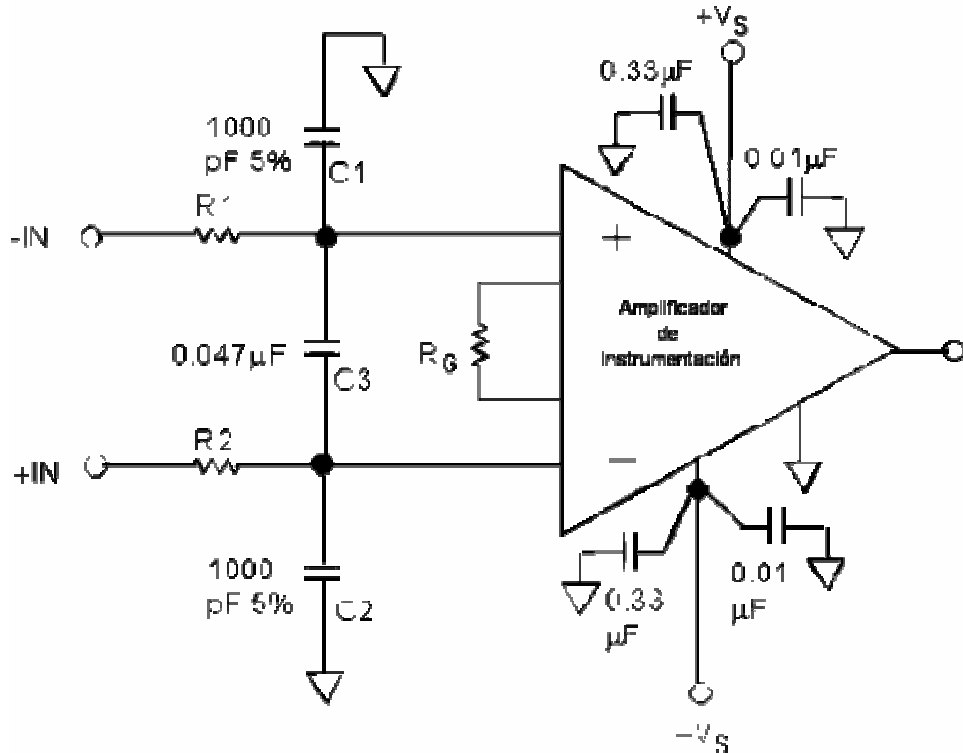 +VS
0.33µF
1000
pF 5%
C1
0.01µF
R1
-IN
+
Amplificador
de
instrumentación
RG
0.047µF
C3
R2
+IN
−
1000
pF 5%
C2
0.33
µF
0.01
µF
−VS